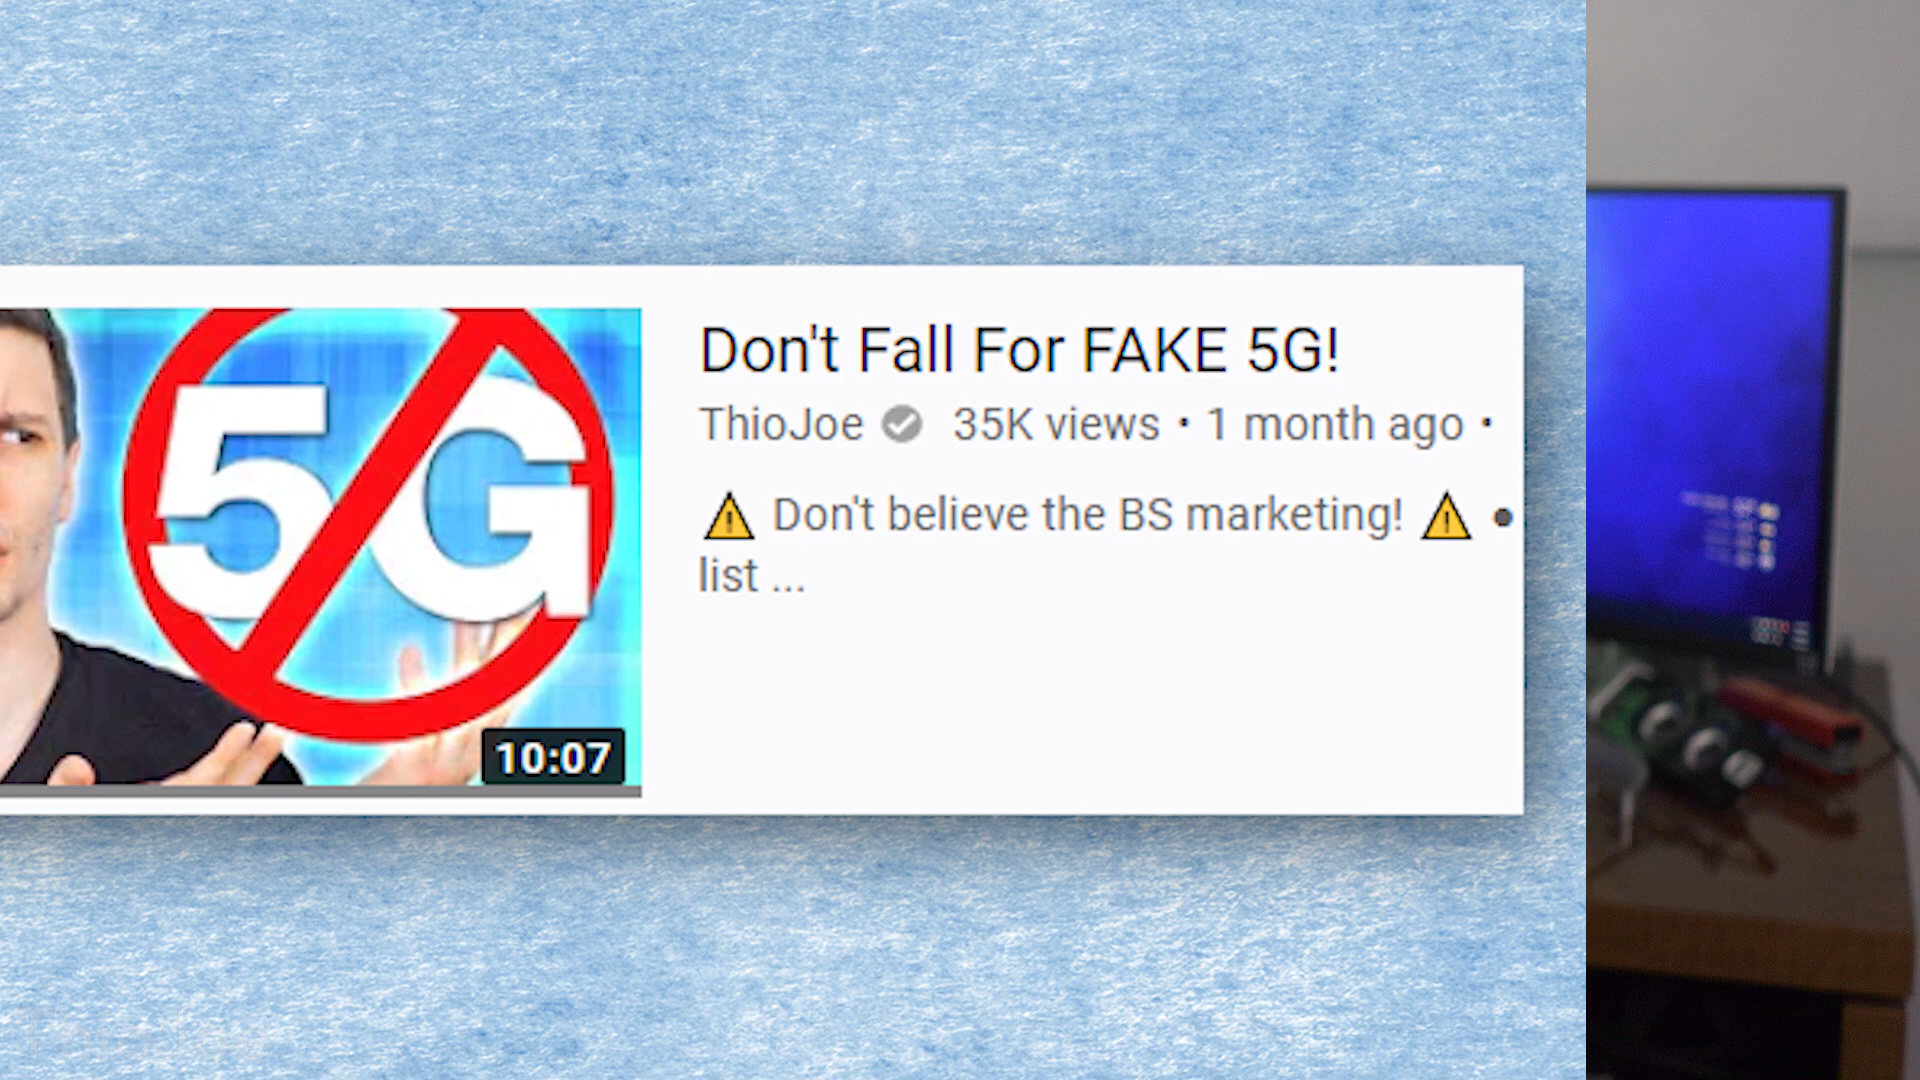 5G
10:07
Don't Fall For FAKE 5G!
ThioJoe 35K views • 1 month ago •
⚠ Don't believe the BS marketing! ⚠ •
list ...